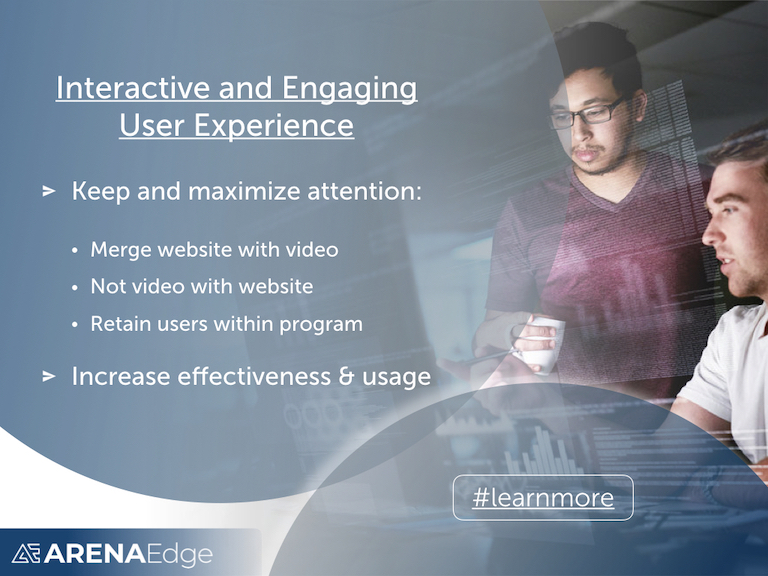 Interactive and Engaging
User Experience
➢ Keep and maximize attention:
• Merge website with video
• Not video with website
• Retain users within program
➢ Increase effectiveness & usage
#learnmore
ARENAEdge